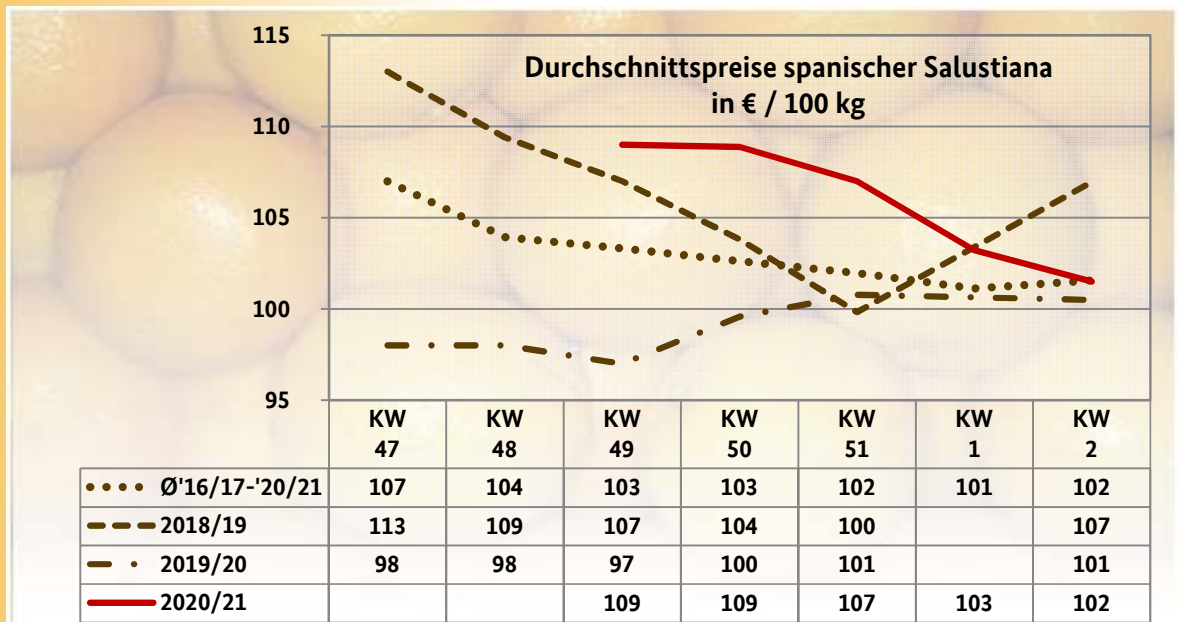 Durchschnittspreise spanischer Salustiana
in € / 100 kg
115
110
105
100
95
KW KW KW KW KW KW KW
47 48 49 50 51 1 2
Ø'16/17-'20/21 107 104 103 103 102 101 102
2018/19 113 109 107 104 100 107
2019/20 98 98 97 100 101 101
2020/21 109 109 107 103 102